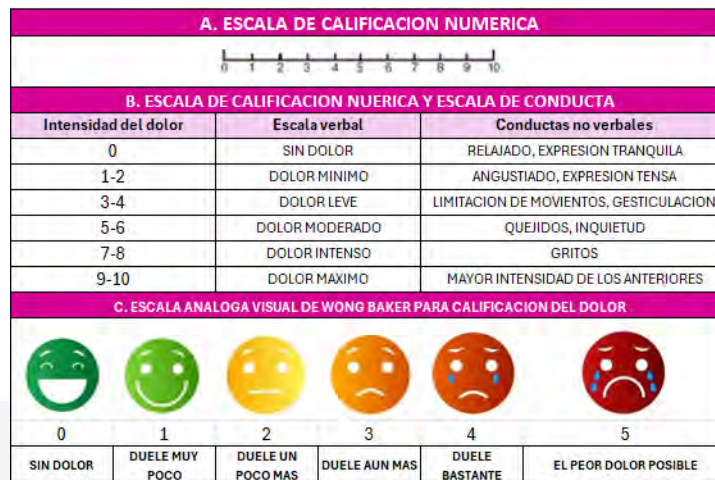 A. ESCALA DE CALIFICACION NUMERICA
0 1 2 3 4 5 6 7 8 9 10
B. ESCALA DE CALIFICACION NUERICA Y ESCALA DE CONDUCTA
Intensidad del dolor Escala verbal Conductas no verbales
0 SIN DOLOR RELAJADO, EXPRESION TRANQUILA
1-2 DOLOR MINIMO ANGUSTIADO, EXPRESION TENSA
3-4 DOLOR LEVE LIMITACION DE MOVIENTOS, GESTICULACION
5-6 DOLOR MODERADO QUEJIDOS, INQUIETUD
7-8 DOLOR INTENSO GRITOS
9-10 DOLOR MAXIMO MAYOR INTENSIDAD DE LOS ANTERIORES
C. ESCALA ANALOGA VISUAL DE WONG BAKER PARA CALIFICACION DEL DOLOR
0 1 2 3 4 5
SIN DOLOR DUELE MUY POCO DUELE UN POCO MAS DUELE AUN MAS DUELE BASTANTE EL PEOR DOLOR POSIBLE